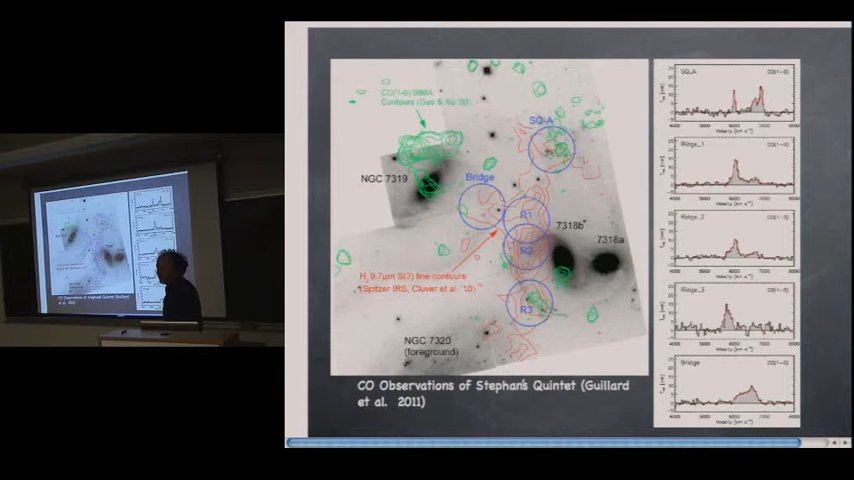 CO(1-0) BIMA
Contours (Gao & Xu '00)
SQ-A
NGC 7319
Bridge
R1
7318b
R2
7318a
H₂ 9.7μm S(3) line contours
(Spitzer IRS, Cluver et al. '10)
R3
NGC 7320
(foreground)
CO Observations of Stephan's Quintet (Guillard
et al. 2011)
SQ_A CO(1-0)
Ridge_1 CO(1-0)
Ridge_2 CO(1-0)
Ridge_3 CO(1-0)
Bridge CO(1-0)